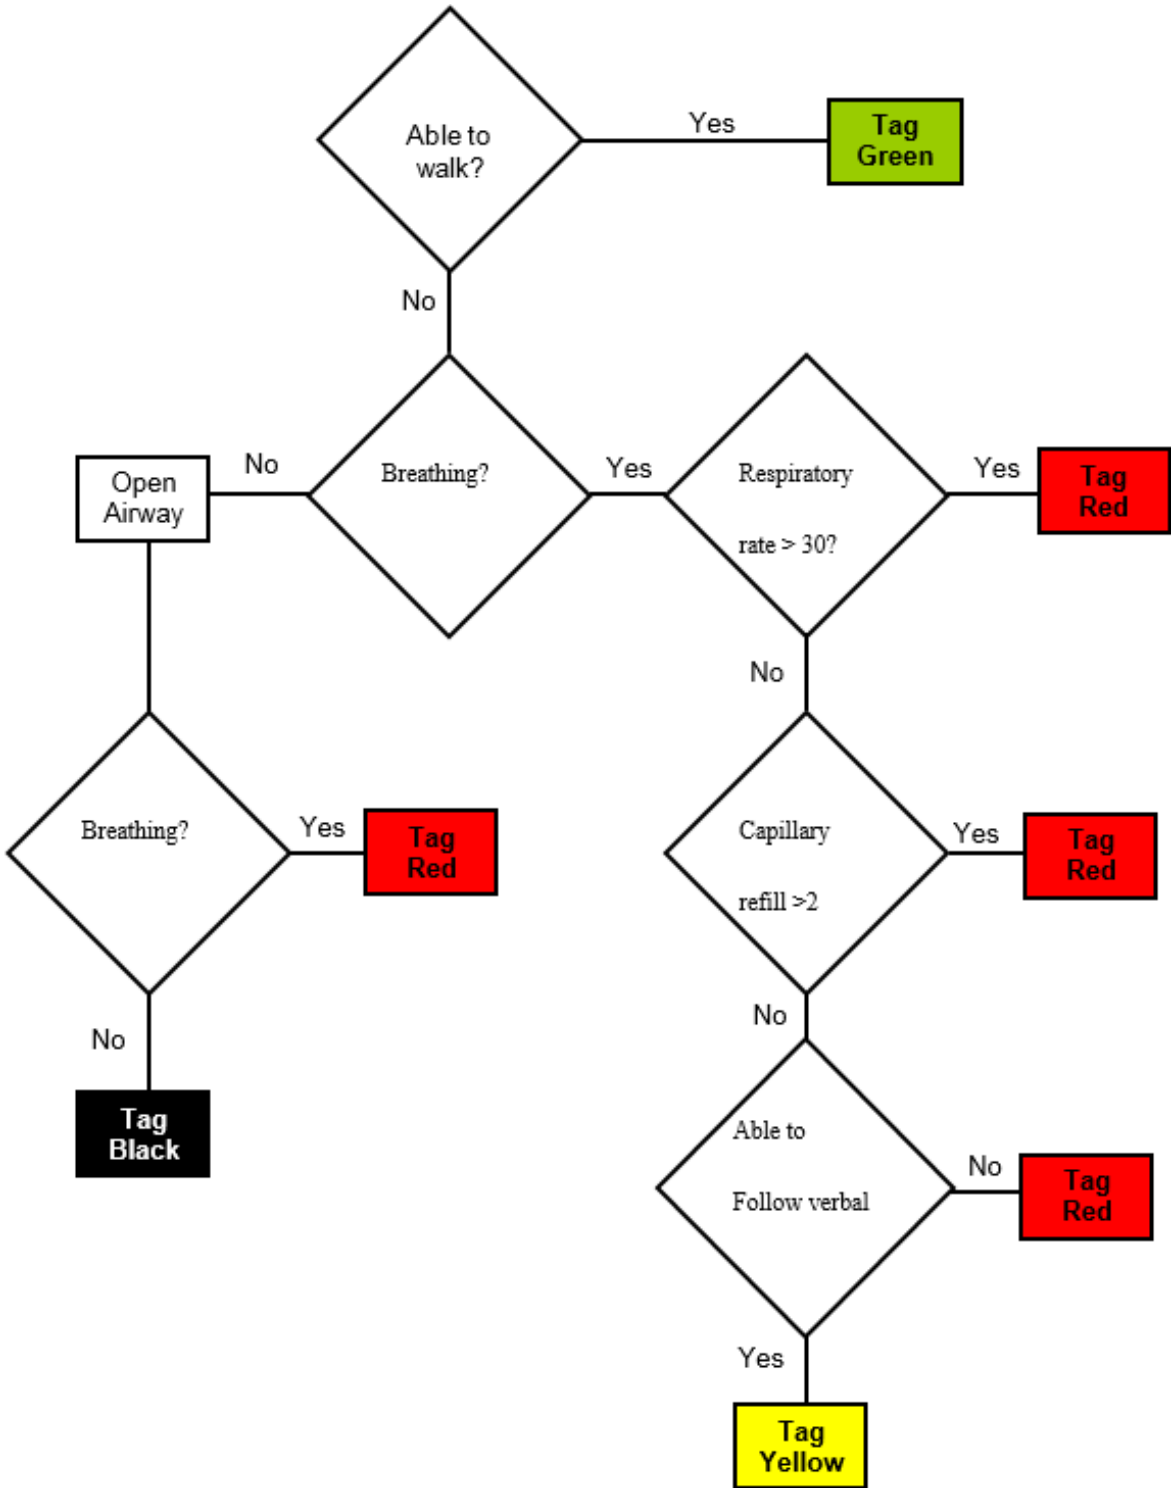 Able to
walk?
Yes
Tag
Green
No
Breathing?
No
Open
Airway
Yes
Respiratory
rate > 30?
Yes
Tag
Red
No
Breathing?
Yes
Tag
Red
No
Tag
Black
Capillary
refill >2
Yes
Tag
Red
No
Able to
Follow verbal
No
Tag
Red
Yes
Tag
Yellow